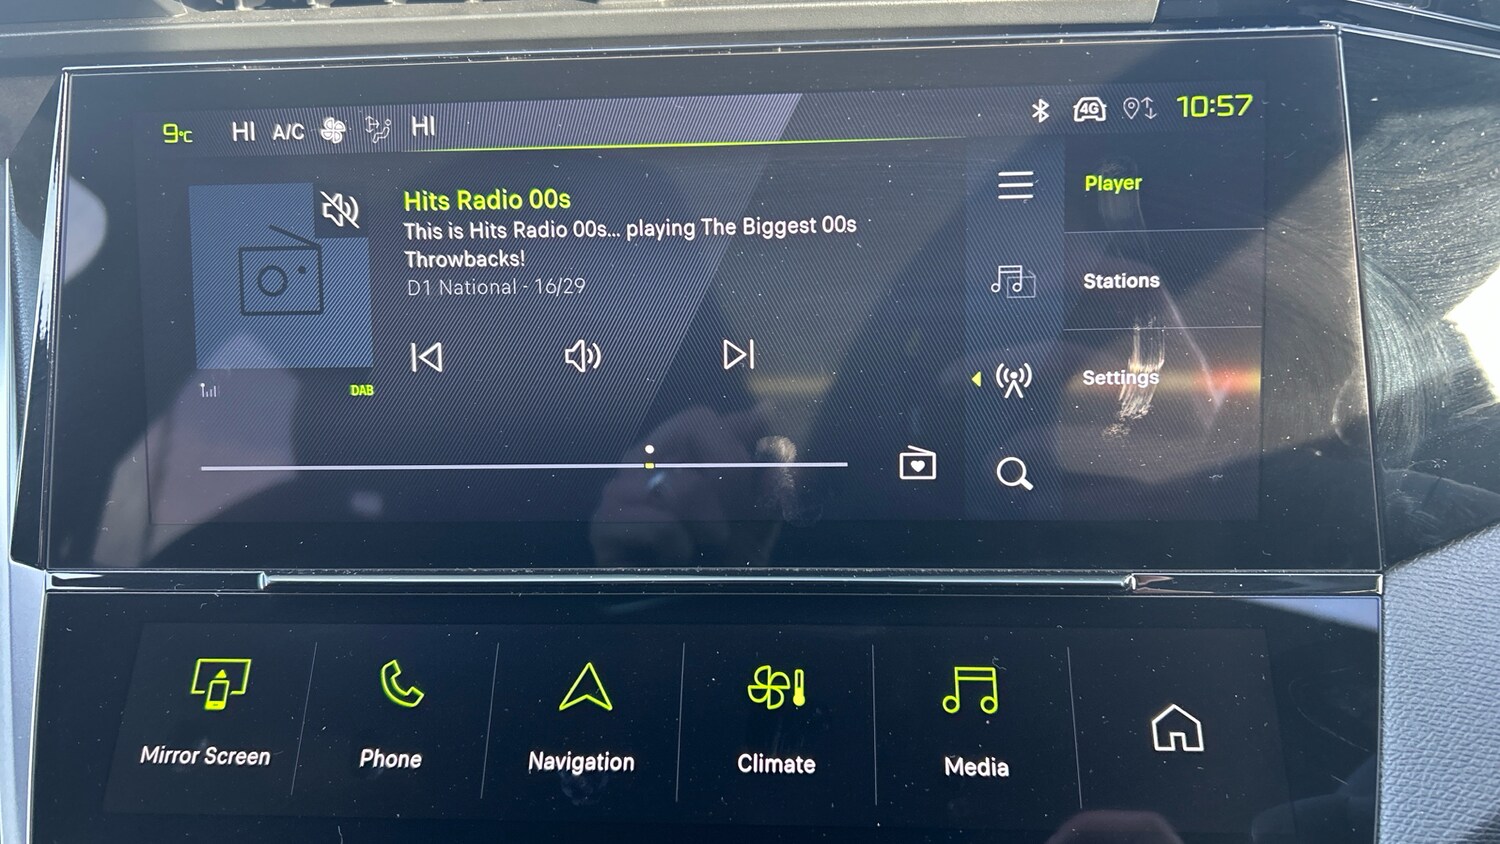 9°C HI A/C HI 4G 10:57
Hits Radio 00s
This is Hits Radio 00s... playing The Biggest 00s
Throwbacks!
D1 National - 16/29
DAB
Player
Stations
Settings
Mirror Screen
Phone
Navigation
Climate
Media